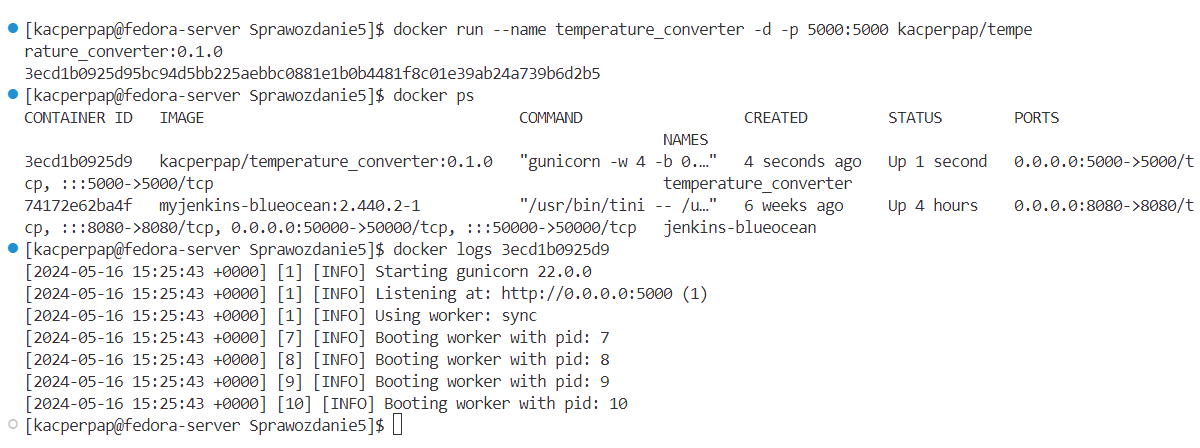 [kacperpap@fedora-server Sprawozdanie5]$ docker run --name temperature_converter -d -p 5000:5000 kacperpap/tempe
rature_converter:0.1.0
3ecd1b0925d95bc94d5bb225aebbc0881e1b0b4481f8c01e39ab24a739b6d2b5
[kacperpap@fedora-server Sprawozdanie5]$ docker ps
CONTAINER ID   IMAGE                                   COMMAND                  CREATED         STATUS        PORTS
                                                                       NAMES
3ecd1b0925d9   kacperpap/temperature_converter:0.1.0   "gunicorn -w 4 -b 0.…"   4 seconds ago   Up 1 second   0.0.0.0:5000->5000/t
cp, :::5000->5000/tcp                                                  temperature_converter
74172e62ba4f   myjenkins-blueocean:2.440.2-1           "/usr/bin/tini -- /u…"   6 weeks ago     Up 4 hours    0.0.0.0:8080->8080/t
cp, :::8080->8080/tcp, 0.0.0.0:50000->50000/tcp, :::50000->50000/tcp   jenkins-blueocean
[kacperpap@fedora-server Sprawozdanie5]$ docker logs 3ecd1b0925d9
[2024-05-16 15:25:43 +0000] [1] [INFO] Starting gunicorn 22.0.0
[2024-05-16 15:25:43 +0000] [1] [INFO] Listening at: http://0.0.0.0:5000 (1)
[2024-05-16 15:25:43 +0000] [1] [INFO] Using worker: sync
[2024-05-16 15:25:43 +0000] [7] [INFO] Booting worker with pid: 7
[2024-05-16 15:25:43 +0000] [8] [INFO] Booting worker with pid: 8
[2024-05-16 15:25:43 +0000] [9] [INFO] Booting worker with pid: 9
[2024-05-16 15:25:43 +0000] [10] [INFO] Booting worker with pid: 10
[kacperpap@fedora-server Sprawozdanie5]$